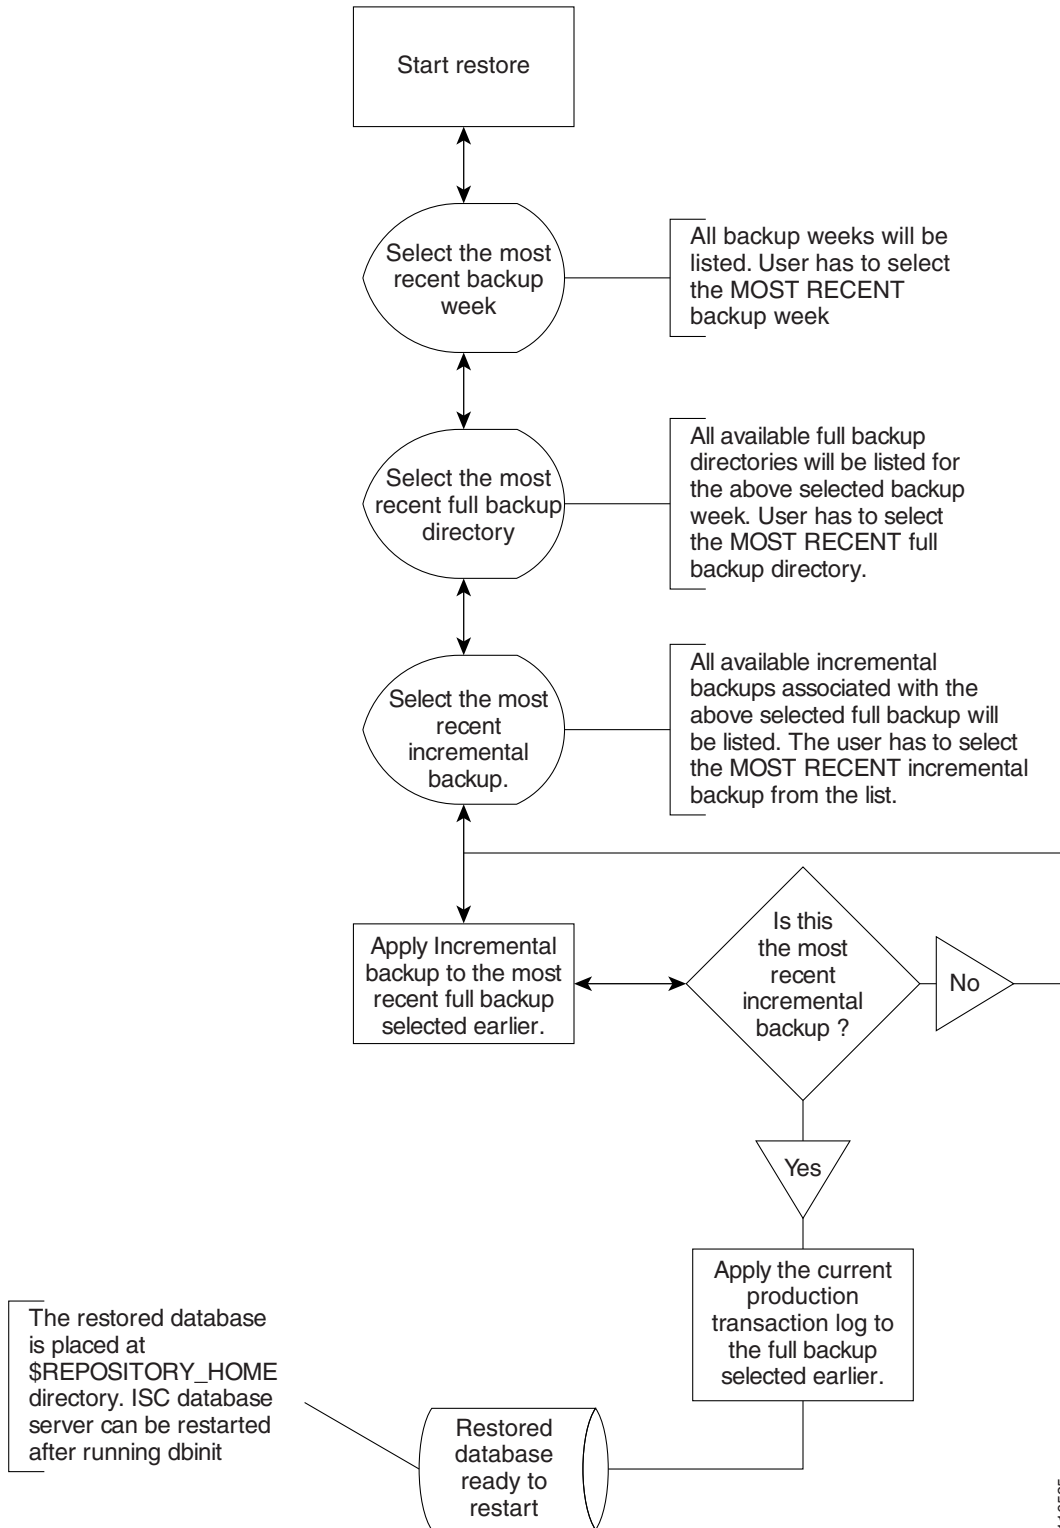 Start restore
Select the most
recent backup
week
All backup weeks will be
listed. User has to select
the MOST RECENT
backup week
Select the most
recent full backup
directory
All available full backup
directories will be listed for
the above selected backup
week. User has to select
the MOST RECENT full
backup directory.
Select the most
recent
incremental
backup.
All available incremental
backups associated with the
above selected full backup will
be listed. The user has to select
the MOST RECENT incremental
backup from the list.
Apply Incremental
backup to the most
recent full backup
selected earlier.
Is this
the most
recent
incremental
backup ?
No
Yes
Apply the current
production
transaction log to
the full backup
selected earlier.
The restored database
is placed at
$REPOSITORY_HOME
directory. ISC database
server can be restarted
after running dbinit
Restored
database
ready to
restart